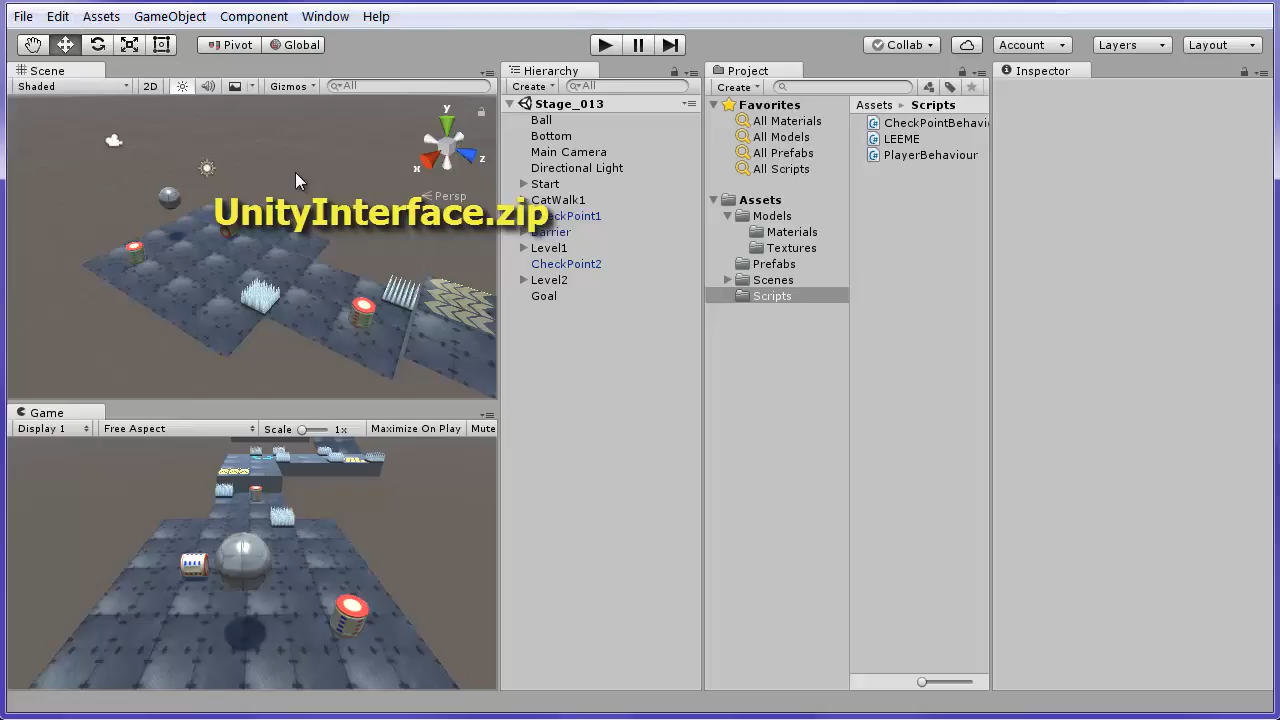 File Edit Assets GameObject Component Window Help
Pivot Global Collab Account Layers Layout
Scene
Shaded 2D Gizmos All
y
x
z
Persp
UnityInterface.zip
Game
Display 1 Free Aspect Scale 1x Maximize On Play Mute
Hierarchy
Create All
Stage_013
Ball
Bottom
Main Camera
Directional Light
Start
CatWalk1
ckPoint1
arrier
Level1
CheckPoint2
Level2
Goal
Project
Create
Favorites
All Materials
All Models
All Prefabs
All Scripts
Assets
Models
Materials
Textures
Prefabs
Scenes
Scripts
Assets Scripts
CheckPointBehavi
LEEME
PlayerBehaviour
Inspector